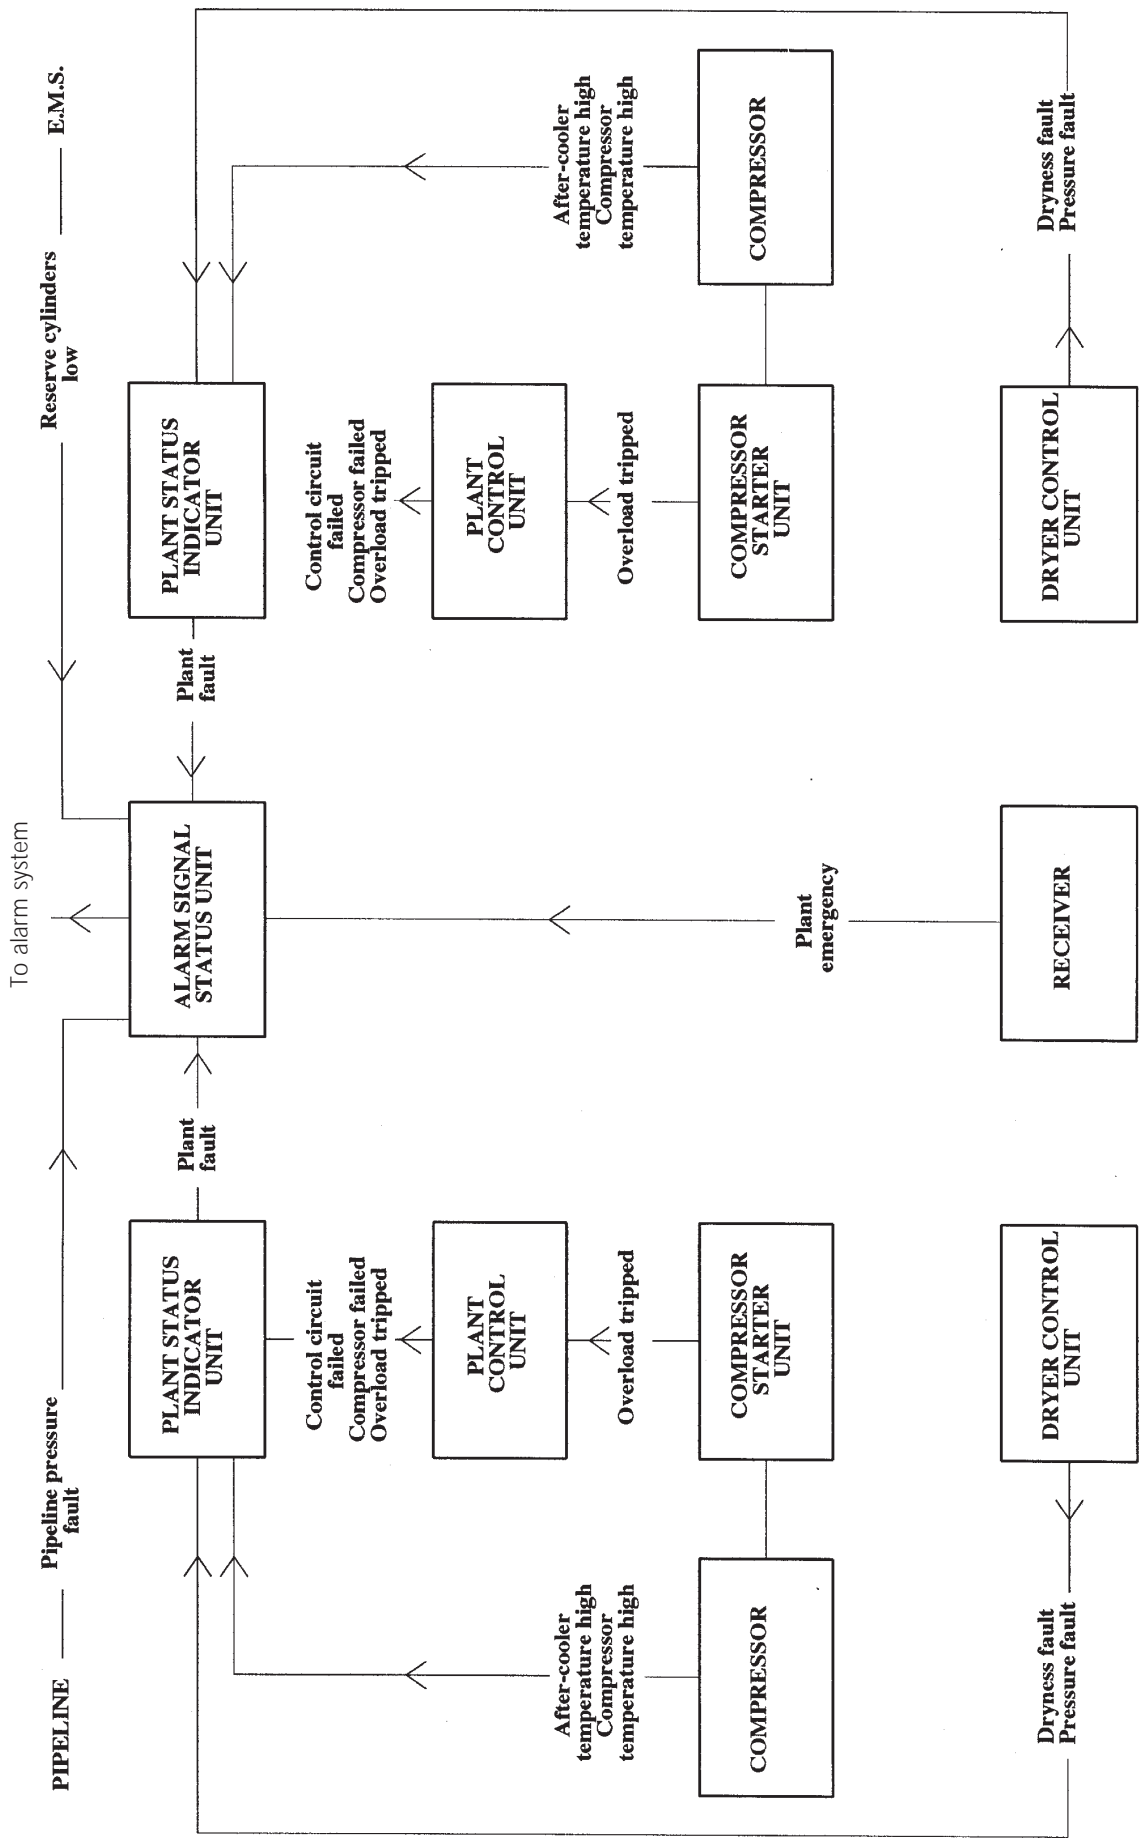 To alarm system
PIPELINE
Pipeline pressure
fault
Reserve cylinders
low
E.M.S.
PLANT STATUS
INDICATOR
UNIT
Plant
fault
ALARM SIGNAL
STATUS UNIT
Plant
fault
PLANT STATUS
INDICATOR
UNIT
Control circuit
failed
Compressor failed
Overload tripped
Control circuit
failed
Compressor failed
Overload tripped
PLANT
CONTROL
UNIT
PLANT
CONTROL
UNIT
After-cooler
temperature high
Compressor
temperature high
Overload tripped
Overload tripped
After-cooler
temperature high
Compressor
temperature high
COMPRESSOR
COMPRESSOR
STARTER
UNIT
Plant
emergency
COMPRESSOR
STARTER
UNIT
COMPRESSOR
Dryness fault
Pressure fault
DRYER CONTROL
UNIT
RECEIVER
DRYER CONTROL
UNIT
Dryness fault
Pressure fault